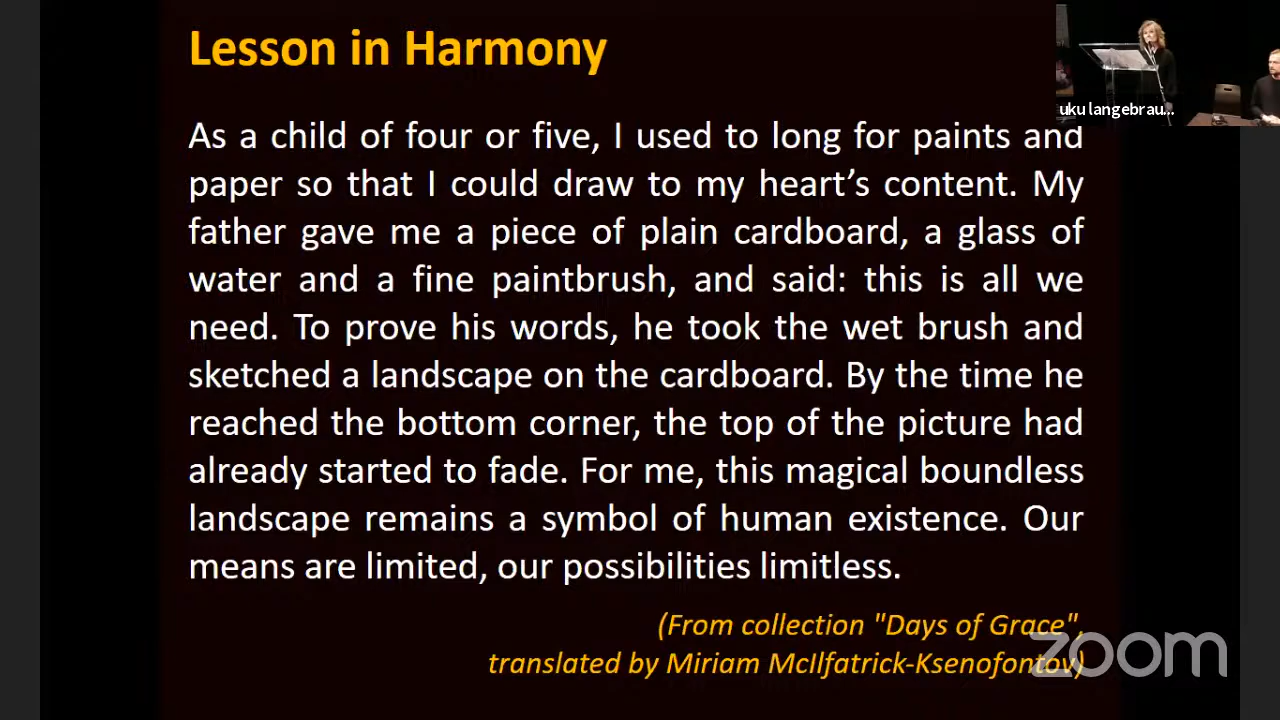 Lesson in Harmony
uku langebrau...
As a child of four or five, I used to long for paints and
paper so that I could draw to my heart’s content. My
father gave me a piece of plain cardboard, a glass of
water and a fine paintbrush, and said: this is all we
need. To prove his words, he took the wet brush and
sketched a landscape on the cardboard. By the time he
reached the bottom corner, the top of the picture had
already started to fade. For me, this magical boundless
landscape remains a symbol of human existence. Our
means are limited, our possibilities limitless.
(From collection "Days of Grace",
translated by Miriam McIlfatrick-Ksenofontov)
zoom